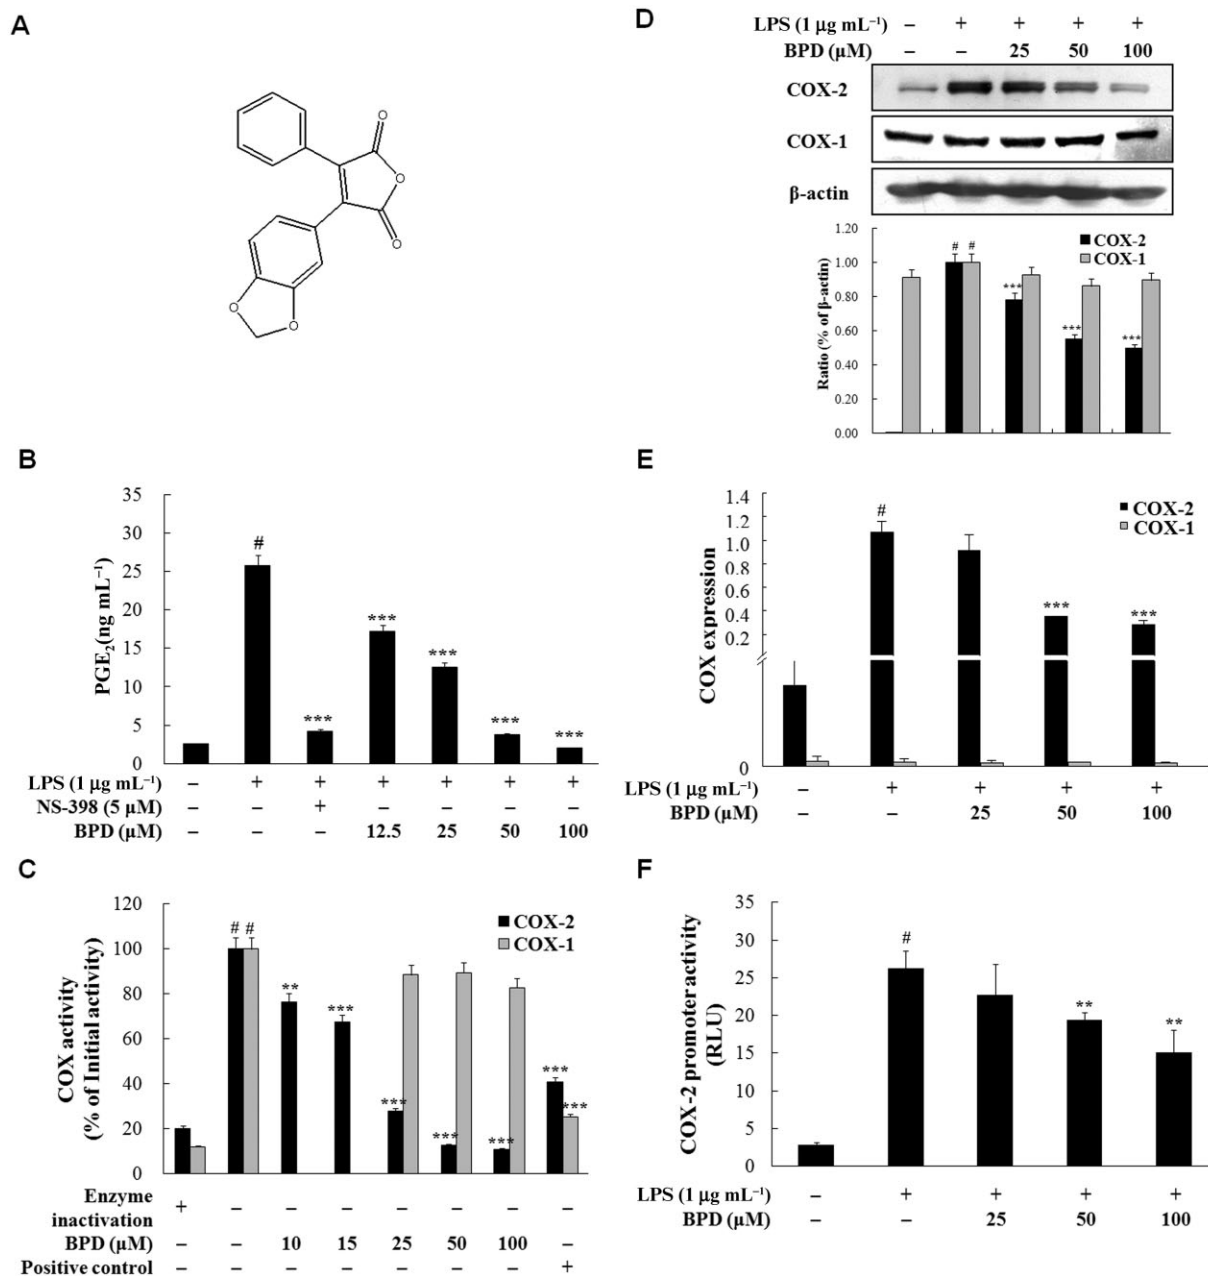 A
O
O
O
O
O
B
35
30
25
20
15
10
5
0
PGE₂(ng mL⁻¹)
#
***
***
***
***
***
LPS (1 µg mL⁻¹) – + + + + + +
NS-398 (5 µM) – – + – – – –
BPD (µM) – – – 12.5 25 50 100
C
120
100
80
60
40
20
0
COX activity
(% of Initial activity)
COX-2
COX-1
# #
**
***
***
***
***
***
***
Enzyme
inactivation + – – – – – – –
BPD (µM) – – 10 15 25 50 100 –
Positive control – – – – – – – +
D
LPS (1 µg mL⁻¹) – + + + +
BPD (µM) – – 25 50 100
COX-2
COX-1
β-actin
1.20
1.00
0.80
0.60
0.40
0.20
0.00
Ratio (% of β-actin)
COX-2
COX-1
# #
***
***
***
E
1.4
1.2
1.0
0.8
0.6
0.4
0.2
0
COX expression
COX-2
COX-1
#
***
***
LPS (1 µg mL⁻¹) – + + + +
BPD (µM) – – 25 50 100
F
35
30
25
20
15
10
5
0
COX-2 promoter activity
(RLU)
#
**
**
LPS (1 µg mL⁻¹) – + + + +
BPD (µM) – – 25 50 100